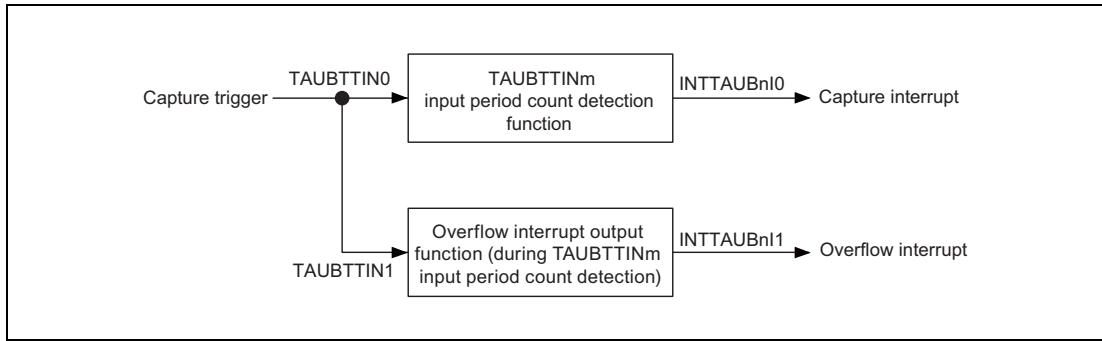 Capture trigger
TAUBTTIN0
TAUBTTINm
input period count detection
function
INTTAUBnI0
Capture interrupt
TAUBTTIN1
Overflow interrupt output
function (during TAUBTTINm
input period count detection)
INTTAUBnI1
Overflow interrupt